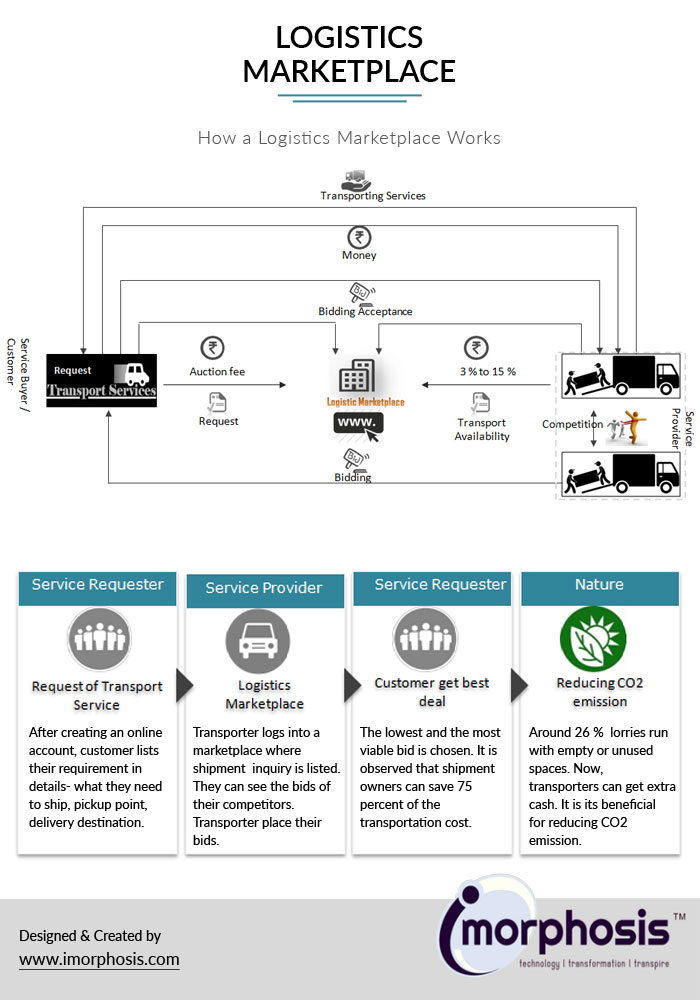 LOGISTICS
MARKETPLACE
How a Logistics Marketplace Works
Transporting Services
₹
Money
Bid
Bidding Acceptance
Service Buyer /
Customer
Request
Transport Services
₹
Auction fee
Request
Logistic Marketplace
www.
₹
3 % to 15 %
Transport
Availability
Competition
Service
Provider
Bid
Bidding
Service Requester
Request of Transport
Service
After creating an online
account, customer lists
their requirement in
details- what they need
to ship, pickup point,
delivery destination.
Service Provider
Logistics
Marketplace
Transporter logs into a
marketplace where
shipment inquiry is listed.
They can see the bids of
their competitors.
Transporter place their
bids.
Service Requester
Customer get best
deal
The lowest and the most
viable bid is chosen. It is
observed that shipment
owners can save 75
percent of the
transportation cost.
Nature
Reducing CO2
emission
Around 26 % lorries run
with empty or unused
spaces. Now,
transporters can get extra
cash. It is its beneficial
for reducing CO2
emission.
Designed & Created by
www.imorphosis.com
imorphosis TM
technology | transformation | transpire